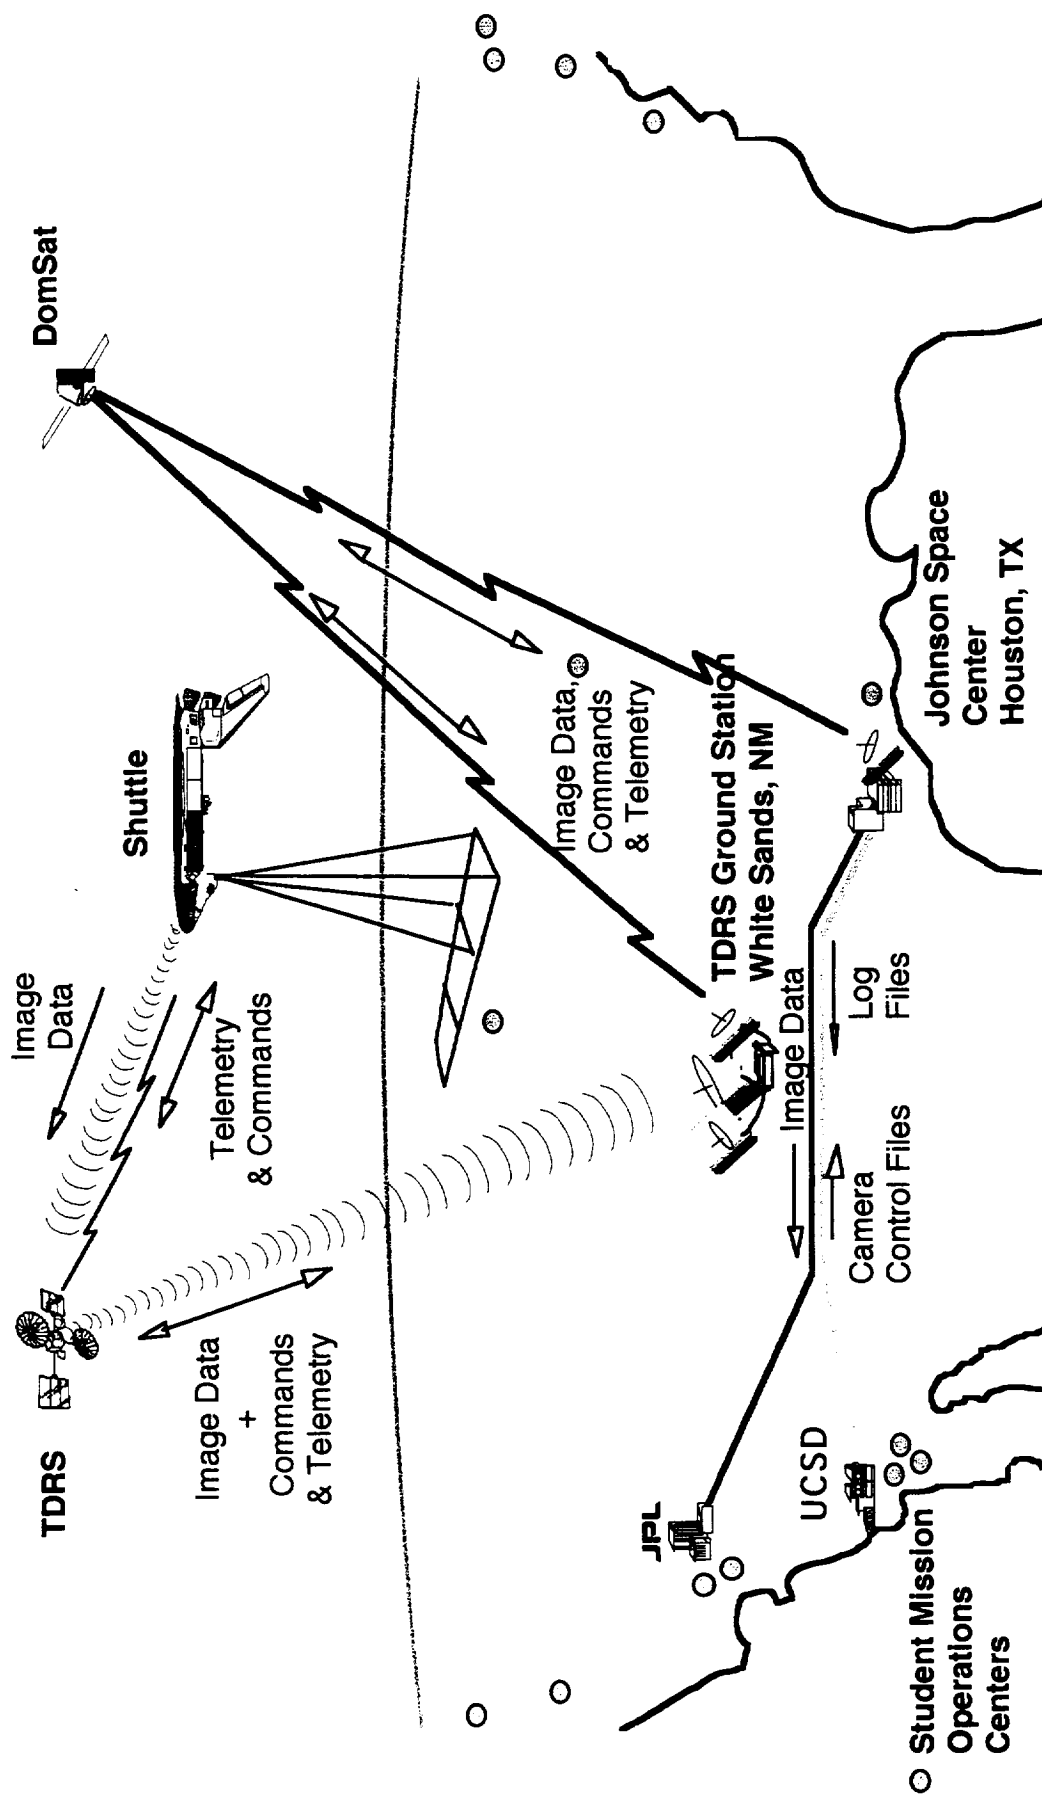 TDRS
Image
Data
Shuttle
DomSat
Telemetry
& Commands
Image Data
+
Commands
& Telemetry
Image Data,
Commands
& Telemetry
JPL
TDRS Ground Station
White Sands, NM
Image Data
UCSD
Camera
Control Files
Log
Files
Johnson Space
Center
Houston, TX
Student Mission
Operations
Centers